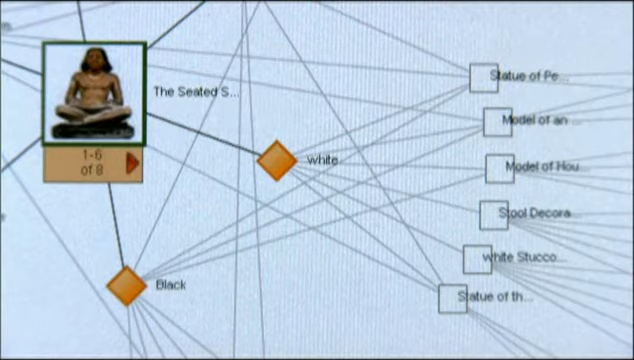 The Seated S...
1-6
of 8
white
Black
Statue of Pe...
Model of an ...
Model of Hou...
Stool Decora...
white Stucco...
Statue of th...